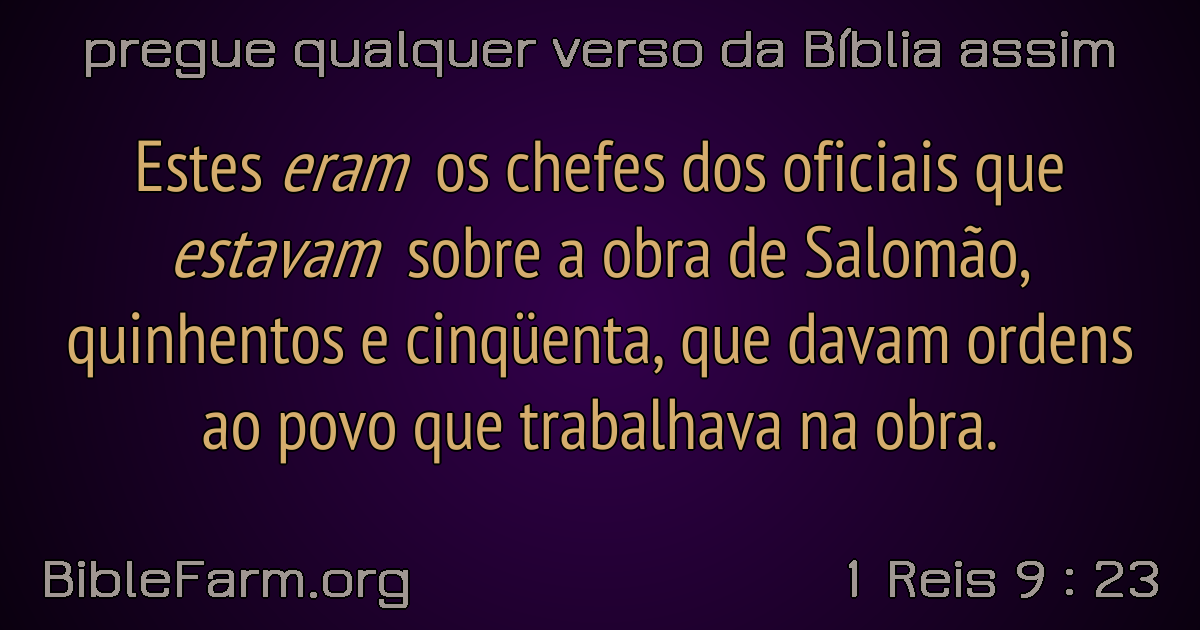 pregue qualquer verso da Bíblia assim
Estes eram os chefes dos oficiais que
estavam sobre a obra de Salomão,
quinhentos e cinqüenta, que davam ordens
ao povo que trabalhava na obra.
BibleFarm.org
1 Reis 9 : 23